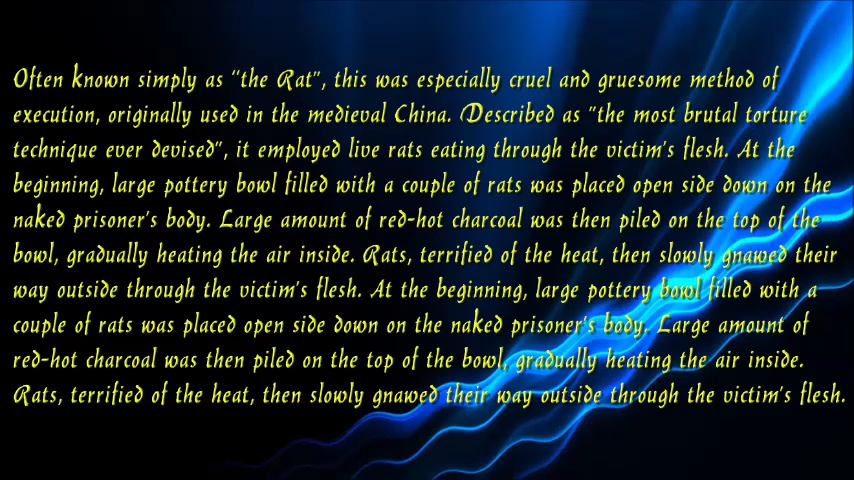 Often known simply as "the Rat", this was especially cruel and gruesome method of
execution, originally used in the medieval China. Described as "the most brutal torture
technique ever devised", it employed live rats eating through the victim's flesh. At the
beginning, large pottery bowl filled with a couple of rats was placed open side down on the
naked prisoner's body. Large amount of red-hot charcoal was then piled on the top of the
bowl, gradually heating the air inside. Rats, terrified of the heat, then slowly gnawed their
way outside through the victim's flesh. At the beginning, large pottery bowl filled with a
couple of rats was placed open side down on the naked prisoner's body. Large amount of
red-hot charcoal was then piled on the top of the bowl, gradually heating the air inside.
Rats, terrified of the heat, then slowly gnawed their way outside through the victim's flesh.